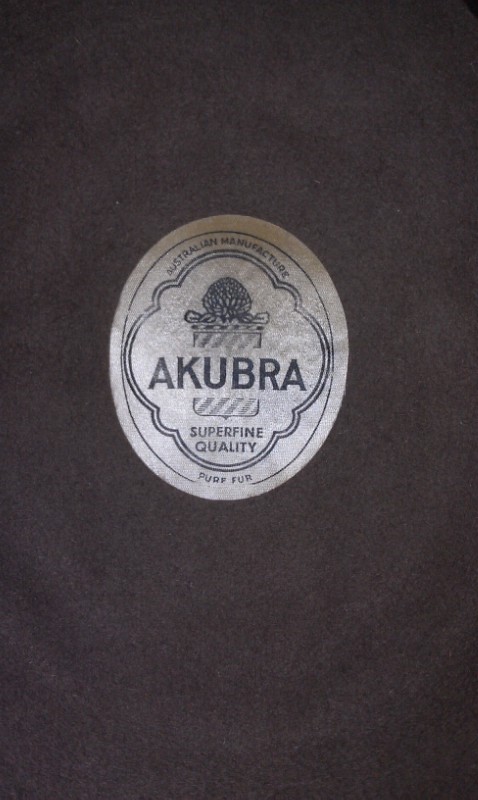 AUSTRALIAN MANUFACTURE
AKUBRA
SUPERFINE
QUALITY
PURE FUR